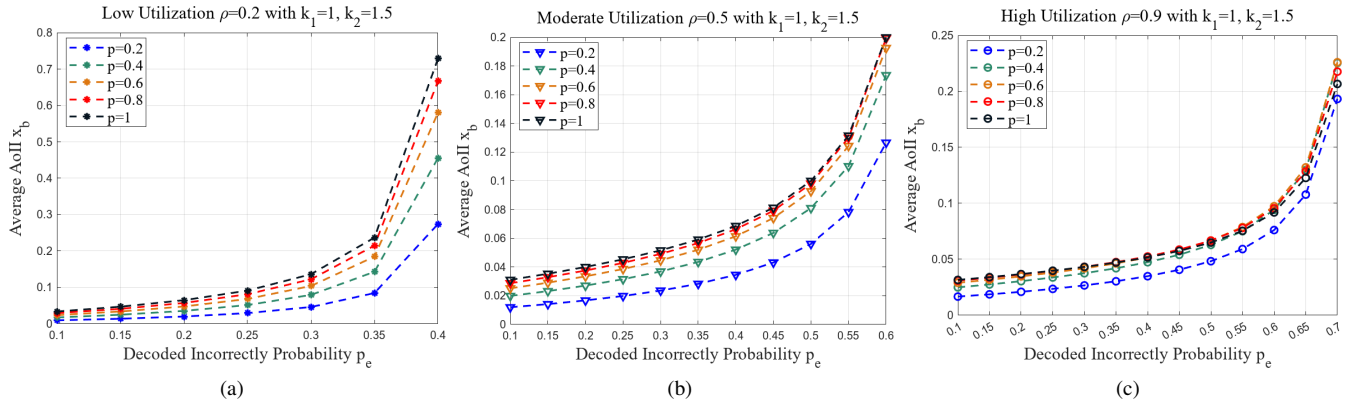 Low Utilization ρ=0.2 with k₁=1, k₂=1.5
0.8
0.7
0.6
0.5
0.4
0.3
0.2
0.1
0
Average AoII x_b
p=0.2
p=0.4
p=0.6
p=0.8
p=1
0.1 0.15 0.2 0.25 0.3 0.35 0.4
Decoded Incorrectly Probability p_e
(a)
Moderate Utilization ρ=0.5 with k₁=1, k₂=1.5
0.2
0.18
0.16
0.14
0.12
0.1
0.08
0.06
0.04
0.02
0
Average AoII x_b
p=0.2
p=0.4
p=0.6
p=0.8
p=1
0.1 0.15 0.2 0.25 0.3 0.35 0.4 0.45 0.5 0.55 0.6
Decoded Incorrectly Probability p_e
(b)
High Utilization ρ=0.9 with k₁=1, k₂=1.5
0.25
0.2
0.15
0.1
0.05
0
Average AoII x_b
p=0.2
p=0.4
p=0.6
p=0.8
p=1
0.1 0.15 0.2 0.25 0.3 0.35 0.4 0.45 0.5 0.55 0.6 0.65 0.7
Decoded Incorrectly Probability p_e
(c)